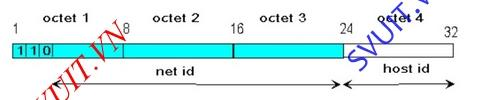 octet 1 octet 2 octet 3 octet 4
1 8 16 24 32
1 1 0
net id host id
SVUIT.VN
SVUIT.V